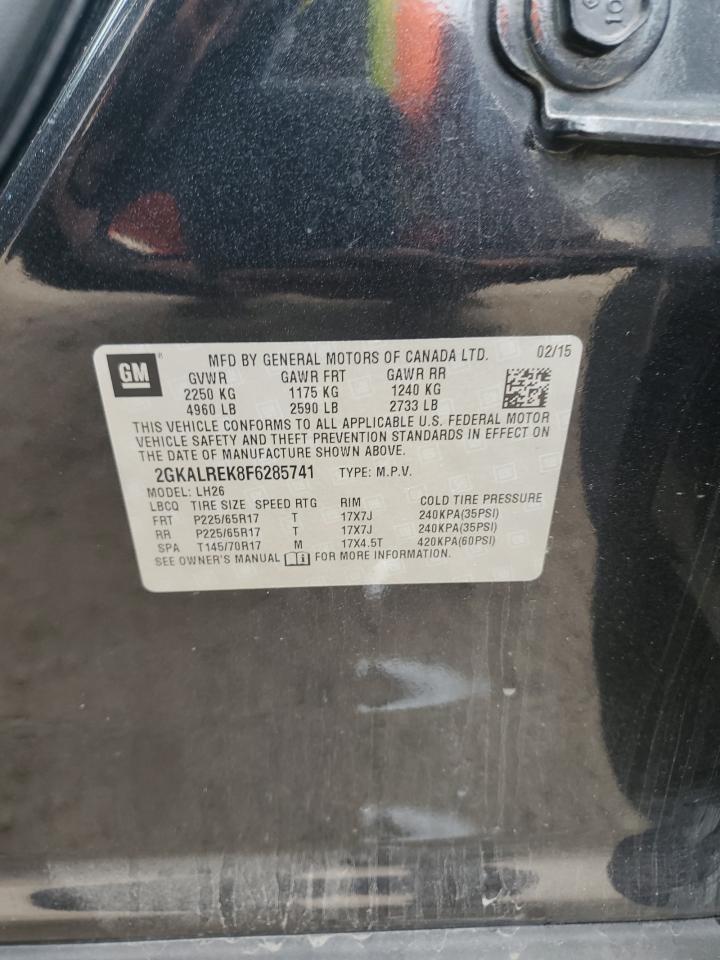 10
GM ® MFD BY GENERAL MOTORS OF CANADA LTD. 02/15
GVWR GAWR FRT GAWR RR
2250 KG 1175 KG 1240 KG
4960 LB 2590 LB 2733 LB
THIS VEHICLE CONFORMS TO ALL APPLICABLE U.S. FEDERAL MOTOR
VEHICLE SAFETY AND THEFT PREVENTION STANDARDS IN EFFECT ON
THE DATE OF MANUFACTURE SHOWN ABOVE.
2GKALREK8F6285741 TYPE: M.P.V.
MODEL: LH26
LBCQ TIRE SIZE SPEED RTG RIM COLD TIRE PRESSURE
FRT P225/65R17 T 17X7J 240KPA(35PSI)
RR P225/65R17 T 17X7J 240KPA(35PSI)
SPA T145/70R17 M 17X4.5T 420KPA(60PSI)
SEE OWNER'S MANUAL FOR MORE INFORMATION.